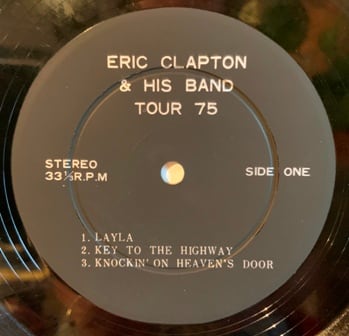 ERIC CLAPTON
& HIS BAND
TOUR 75
STEREO
33⅓ R.P.M
SIDE ONE
1. LAYLA
2. KEY TO THE HIGHWAY
3. KNOCKIN' ON HEAVEN'S DOOR